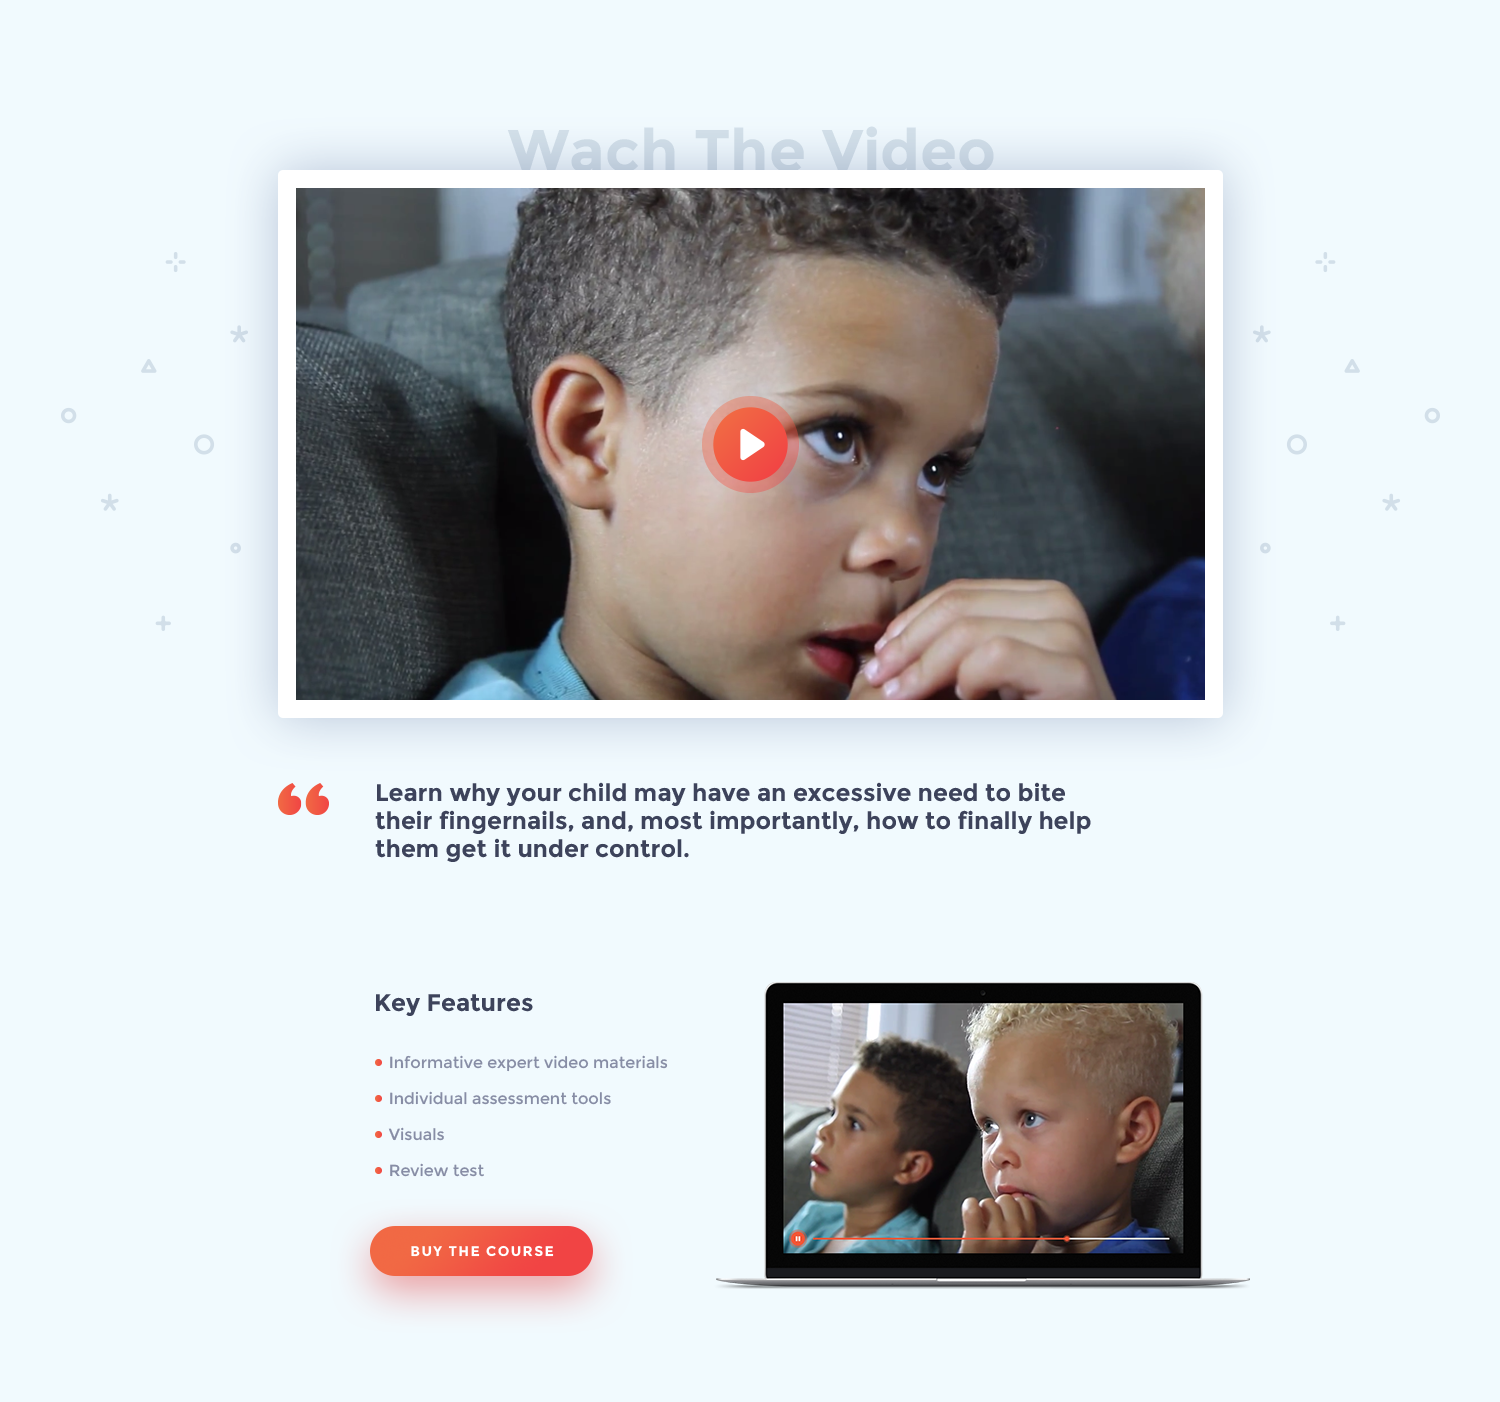 Wach The Video
Learn why your child may have an excessive need to bite
their fingernails, and, most importantly, how to finally help
them get it under control.
Key Features
Informative expert video materials
Individual assessment tools
Visuals
Review test
BUY THE COURSE